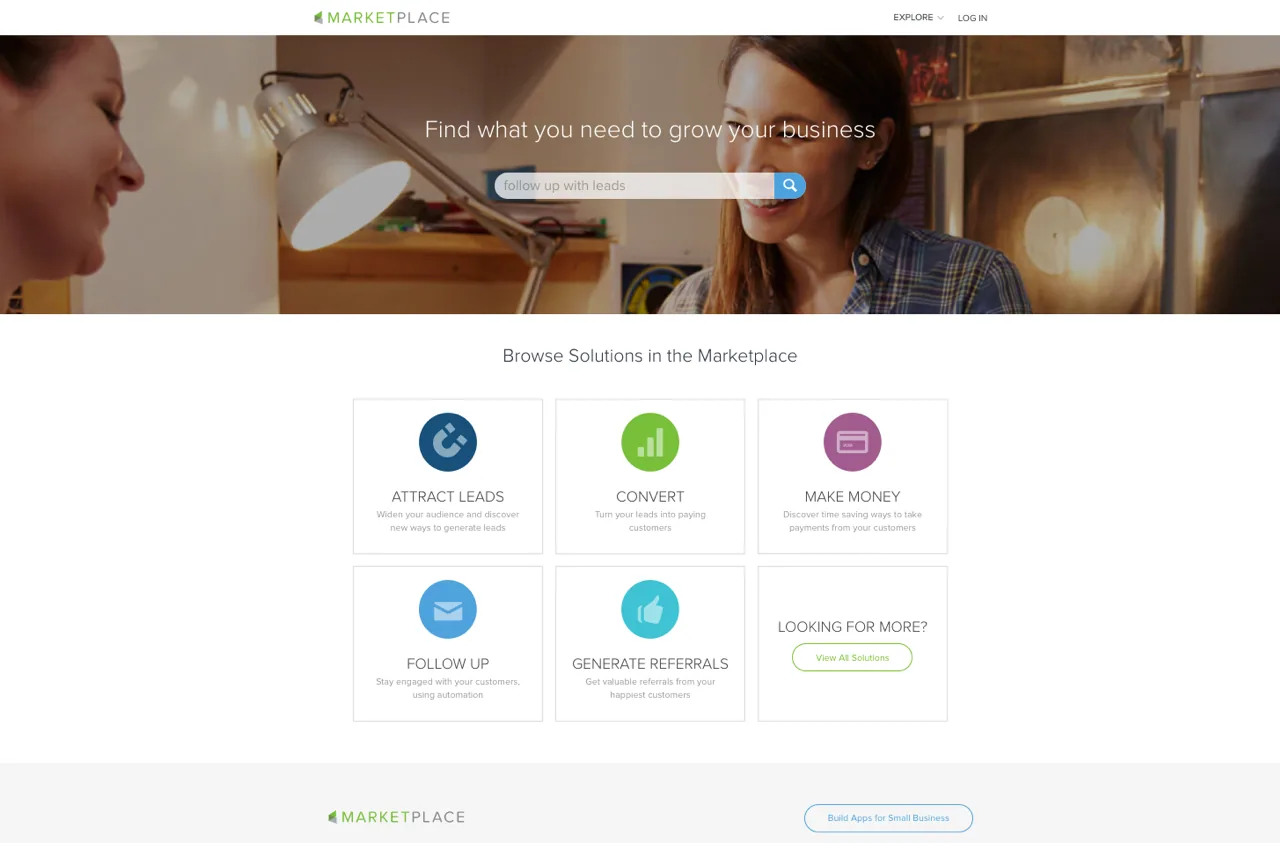 MARKETPLACE
EXPLORE
LOG IN
Find what you need to grow your business
follow up with leads
Browse Solutions in the Marketplace
ATTRACT LEADS
Widen your audience and discover
new ways to generate leads
CONVERT
Turn your leads into paying
customers
MAKE MONEY
Discover time saving ways to take
payments from your customers
FOLLOW UP
Stay engaged with your customers,
using automation
GENERATE REFERRALS
Get valuable referrals from your
happiest customers
LOOKING FOR MORE?
View All Solutions
MARKETPLACE
Build Apps for Small Business